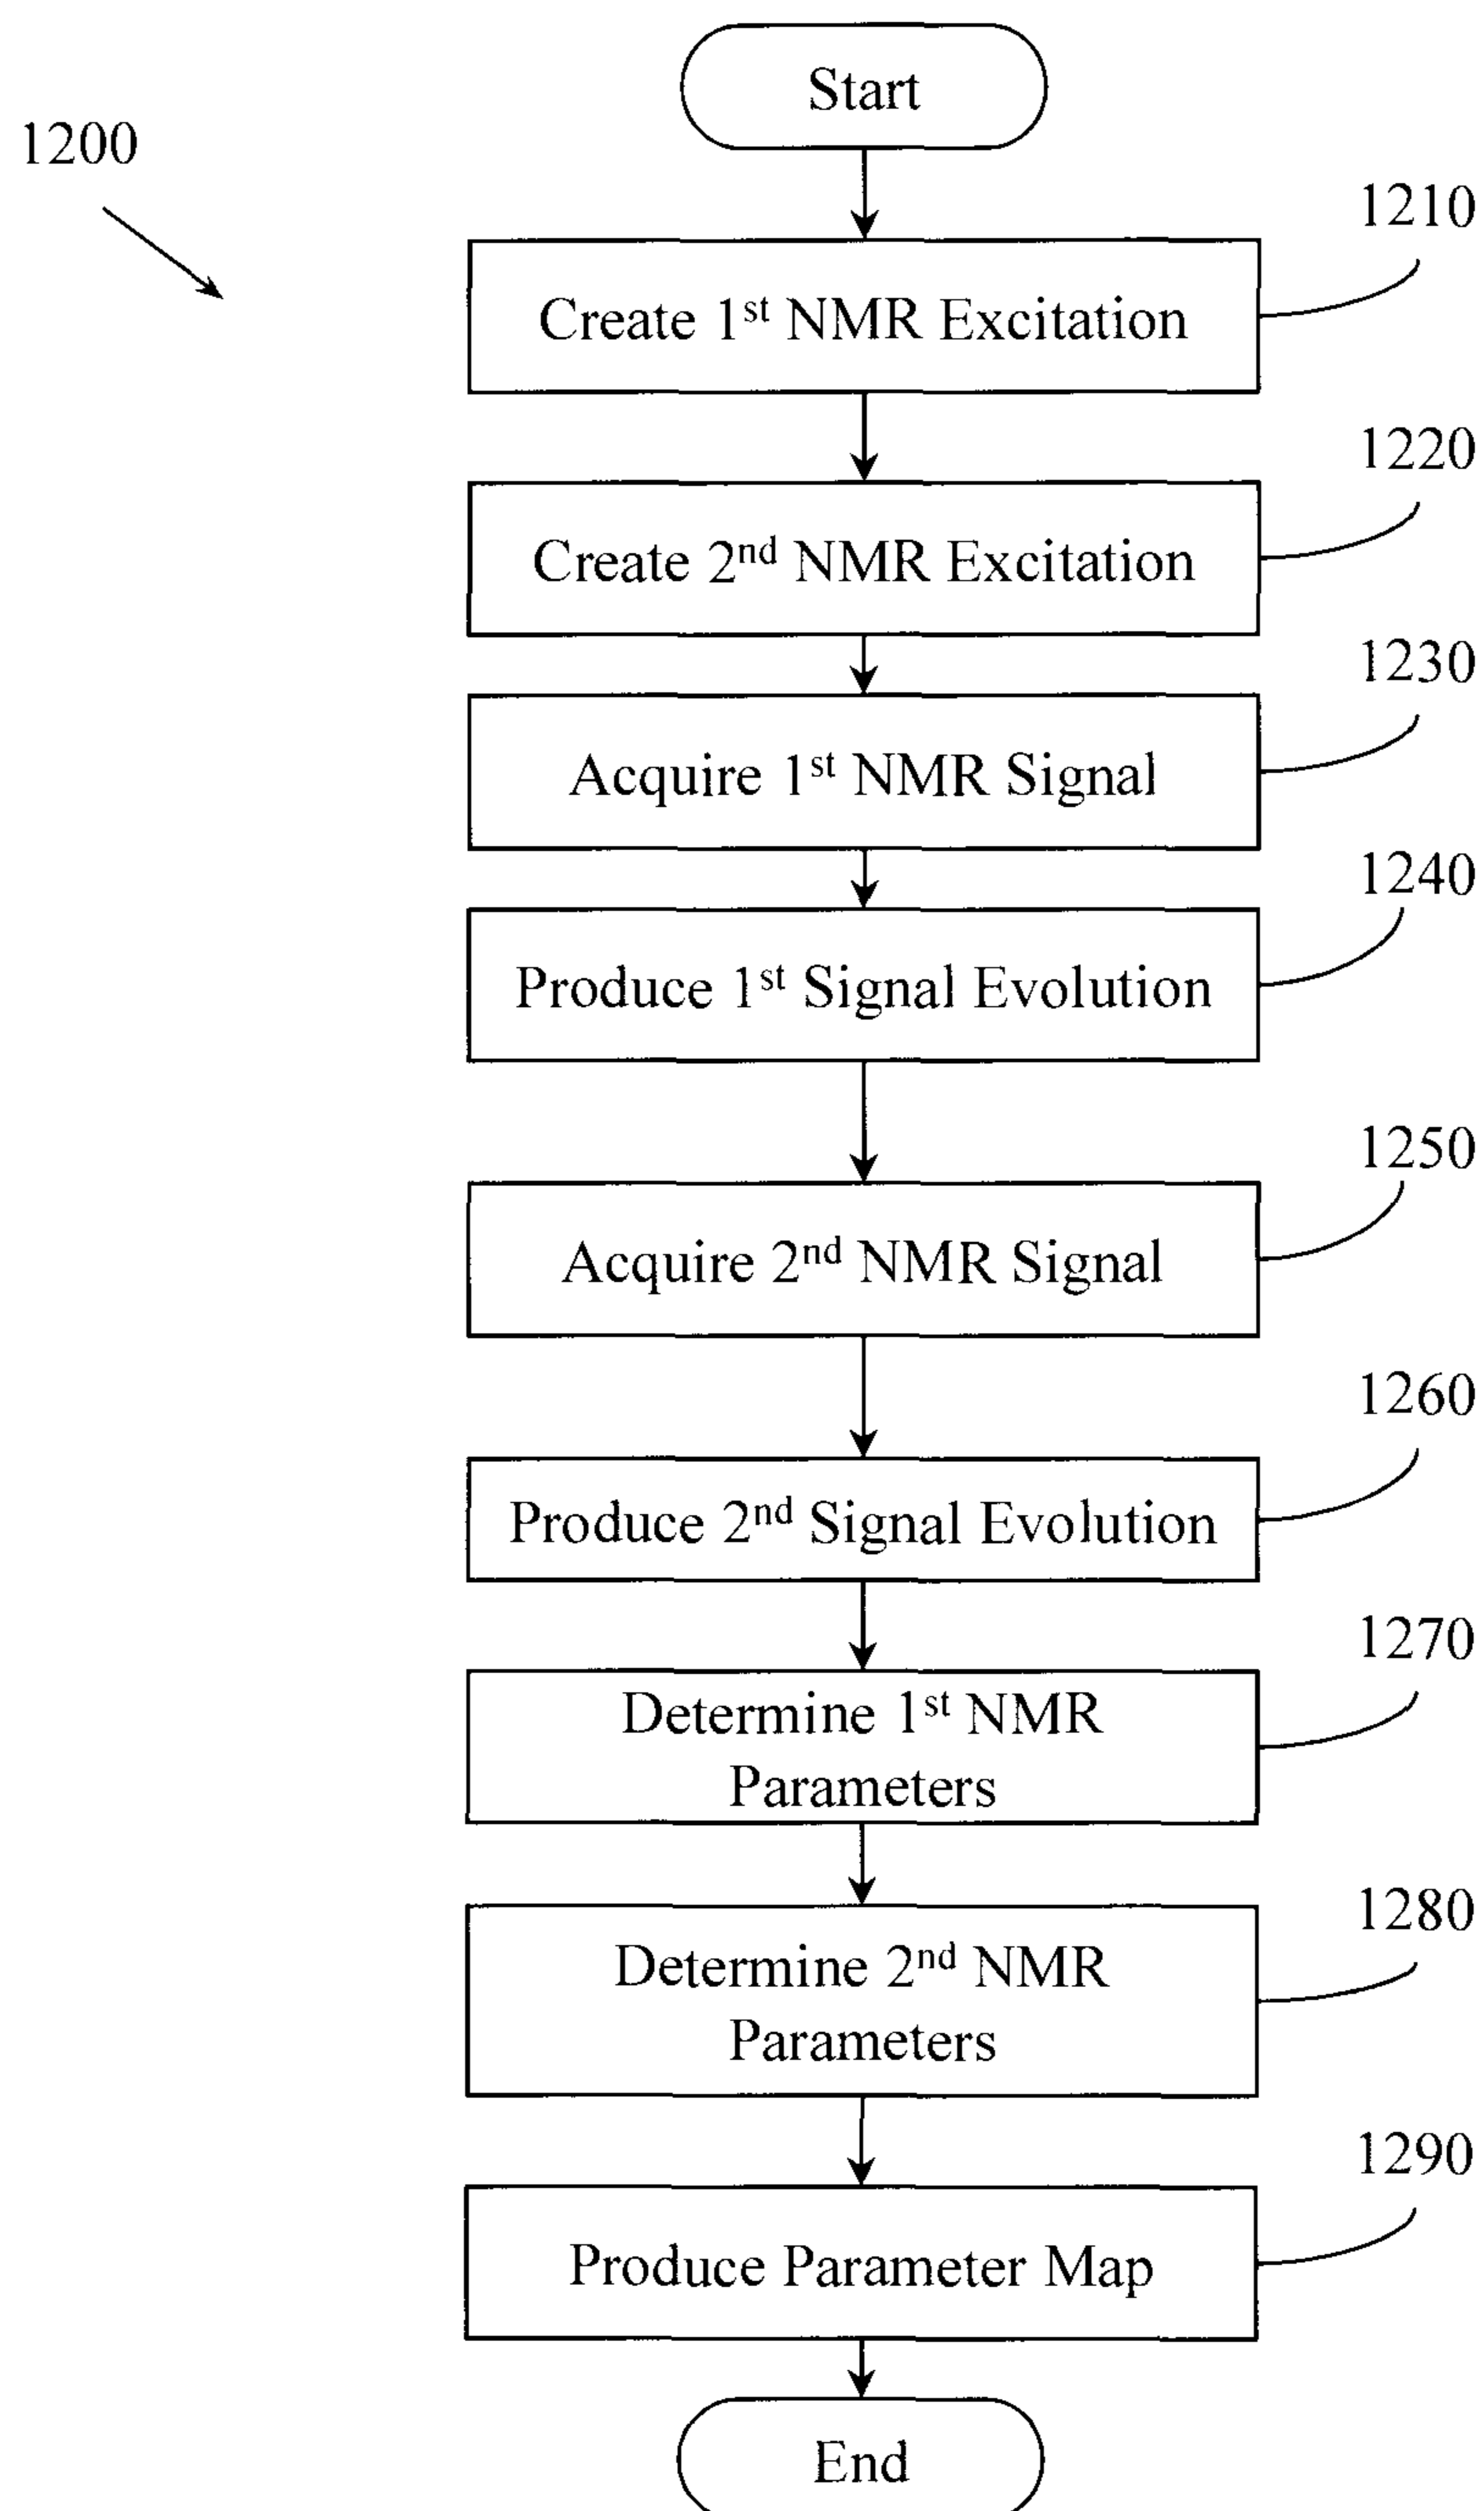 Start
1200
1210
Create 1st NMR Excitation
1220
Create 2nd NMR Excitation
1230
Acquire 1st NMR Signal
1240
Produce 1st Signal Evolution
1250
Acquire 2nd NMR Signal
1260
Produce 2nd Signal Evolution
1270
Determine 1st NMR
Parameters
1280
Determine 2nd NMR
Parameters
1290
Produce Parameter Map
End